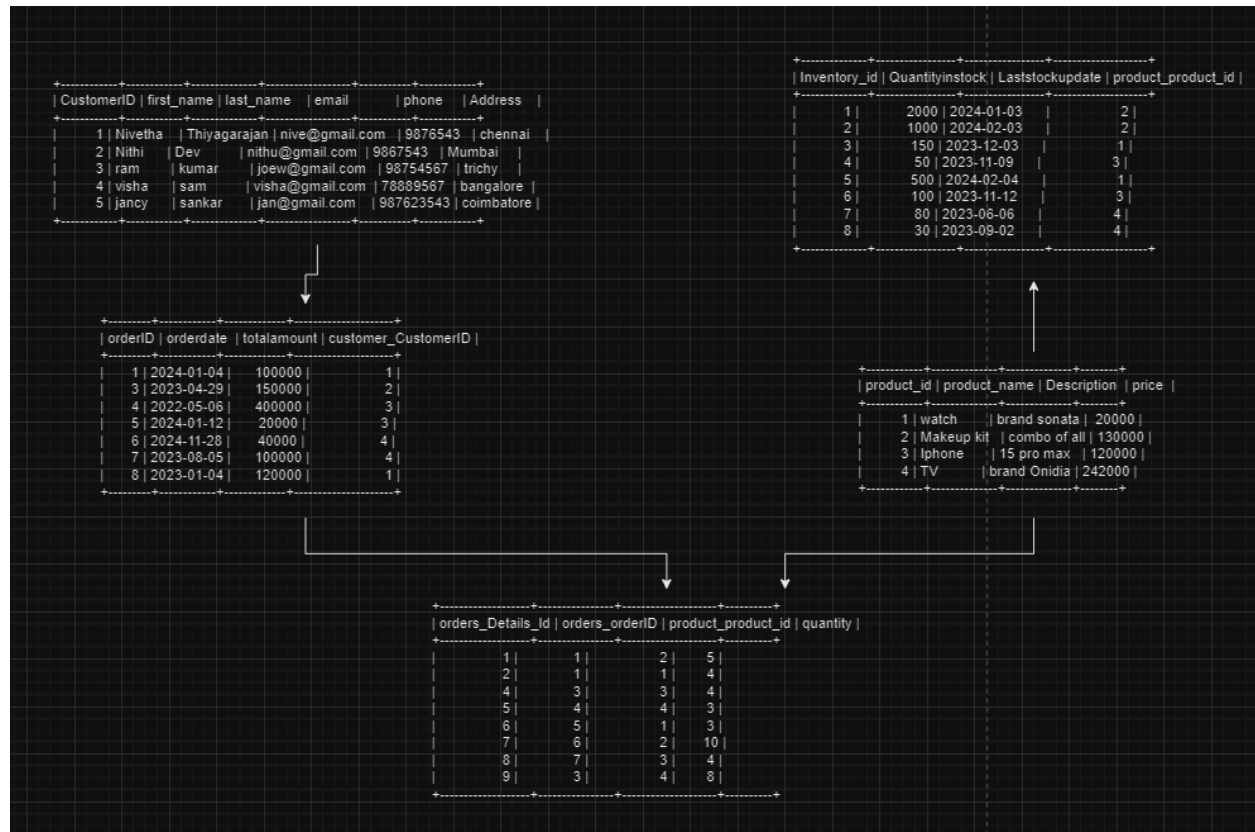 +-----------+-----------+-----------+---------------+---------+-----------+
| CustomerID | first_name | last_name | email | phone | Address |
+-----------+-----------+-----------+---------------+---------+-----------+
| 1 | Nivetha | Thiyagarajan | nive@gmail.com | 9876543 | chennai |
| 2 | Nithi | Dev | nithu@gmail.com | 9867543 | Mumbai |
| 3 | ram | kumar | joew@gmail.com | 98754567 | trichy |
| 4 | visha | sam | visha@gmail.com | 78889567 | bangalore |
| 5 | jancy | sankar | jan@gmail.com | 987623543 | coimbatore |
+-----------+-----------+-----------+---------------+---------+-----------+
+-------------+---------------+---------------+------------------+
| Inventory_id | Quantityinstock | Laststockupdate | product_product_id |
+-------------+---------------+---------------+------------------+
| 1 | 2000 | 2024-01-03 | 2 |
| 2 | 1000 | 2024-02-03 | 2 |
| 3 | 150 | 2023-12-03 | 1 |
| 4 | 50 | 2023-11-09 | 3 |
| 5 | 500 | 2024-02-04 | 1 |
| 6 | 100 | 2023-11-12 | 3 |
| 7 | 80 | 2023-06-06 | 4 |
| 8 | 30 | 2023-09-02 | 4 |
+-------------+---------------+---------------+------------------+
+---------+-----------+------------+--------------------+
| orderID | orderdate | totalamount | customer_CustomerID |
+---------+-----------+------------+--------------------+
| 1 | 2024-01-04 | 100000 | 1 |
| 3 | 2023-04-29 | 150000 | 2 |
| 4 | 2022-05-06 | 400000 | 3 |
| 5 | 2024-01-12 | 20000 | 3 |
| 6 | 2024-11-28 | 40000 | 4 |
| 7 | 2023-08-05 | 100000 | 4 |
| 8 | 2023-01-04 | 120000 | 1 |
+---------+-----------+------------+--------------------+
+-----------+-------------+-------------+-------+
| product_id | product_name | Description | price |
+-----------+-------------+-------------+-------+
| 1 | watch | brand sonata | 20000 |
| 2 | Makeup kit | combo of all | 130000 |
| 3 | Iphone | 15 pro max | 120000 |
| 4 | TV | brand Onidia | 242000 |
+-----------+-------------+-------------+-------+
+-----------------+---------------+------------------+---------+
| orders_Details_Id | orders_orderID | product_product_id | quantity |
+-----------------+---------------+------------------+---------+
| 1 | 1 | 2 | 5 |
| 2 | 1 | 1 | 4 |
| 4 | 3 | 3 | 4 |
| 5 | 4 | 4 | 3 |
| 6 | 5 | 1 | 3 |
| 7 | 6 | 2 | 10 |
| 8 | 7 | 3 | 4 |
| 9 | 3 | 4 | 8 |
+-----------------+---------------+------------------+---------+